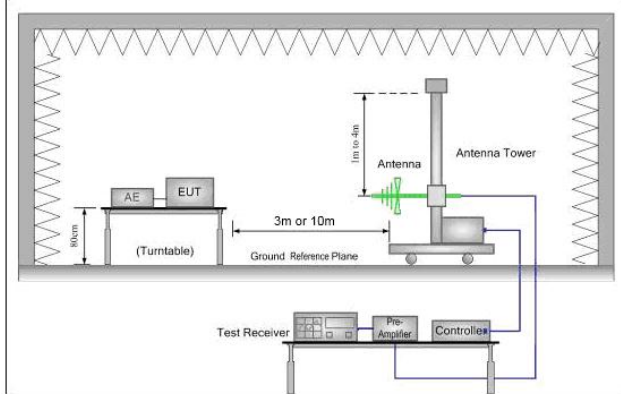 1m to 4m
Antenna
Antenna Tower
AE
EUT
80cm
(Turntable)
3m or 10m
Ground Reference Plane
Test Receiver
Pre-
Amplifier
Controller